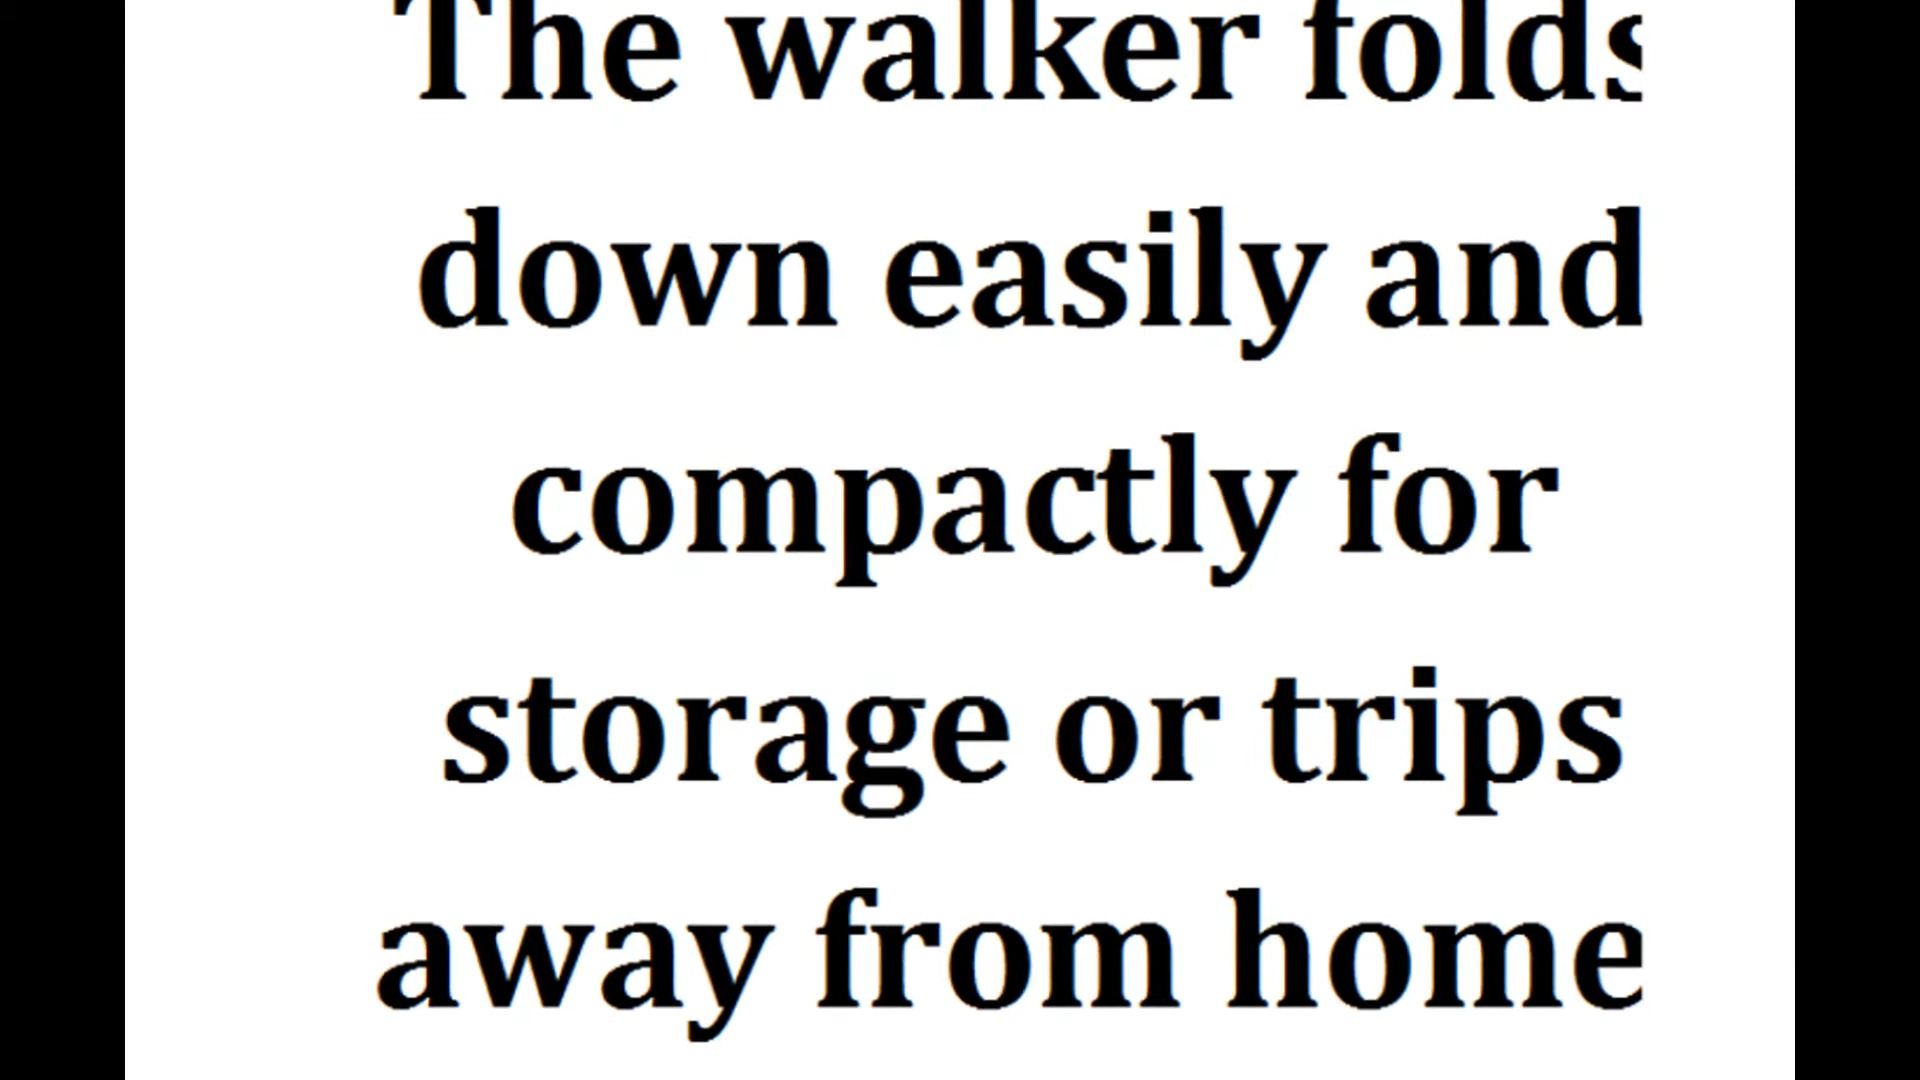 The walker folds
down easily and
compactly for
storage or trips
away from home